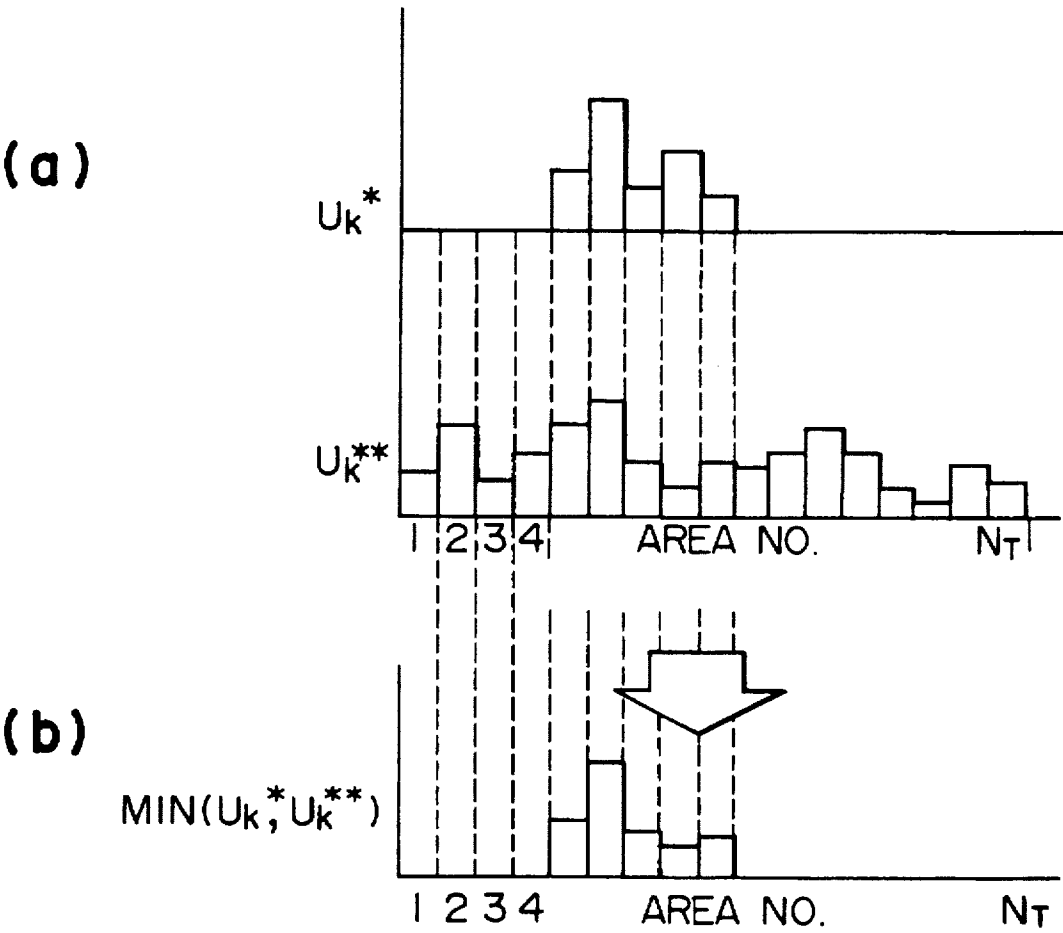 (a)
Uk*
Uk**
1 2 3 4 AREA NO. NT
(b)
MIN(Uk*, Uk**)
1 2 3 4 AREA NO. NT